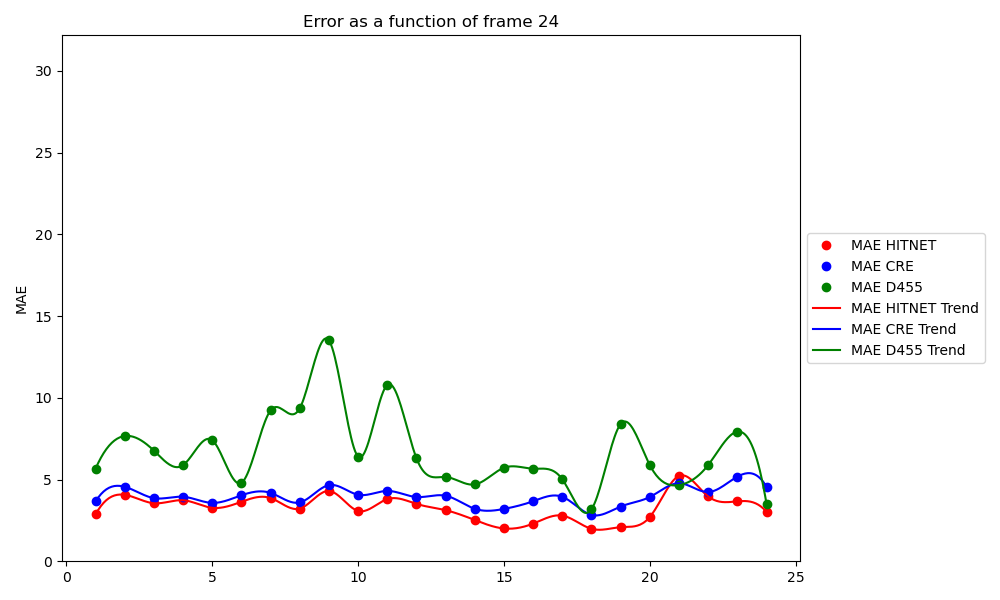 Error as a function of frame 24
MAE
30
25
20
15
10
5
0
0 5 10 15 20 25
MAE HITNET
MAE CRE
MAE D455
MAE HITNET Trend
MAE CRE Trend
MAE D455 Trend